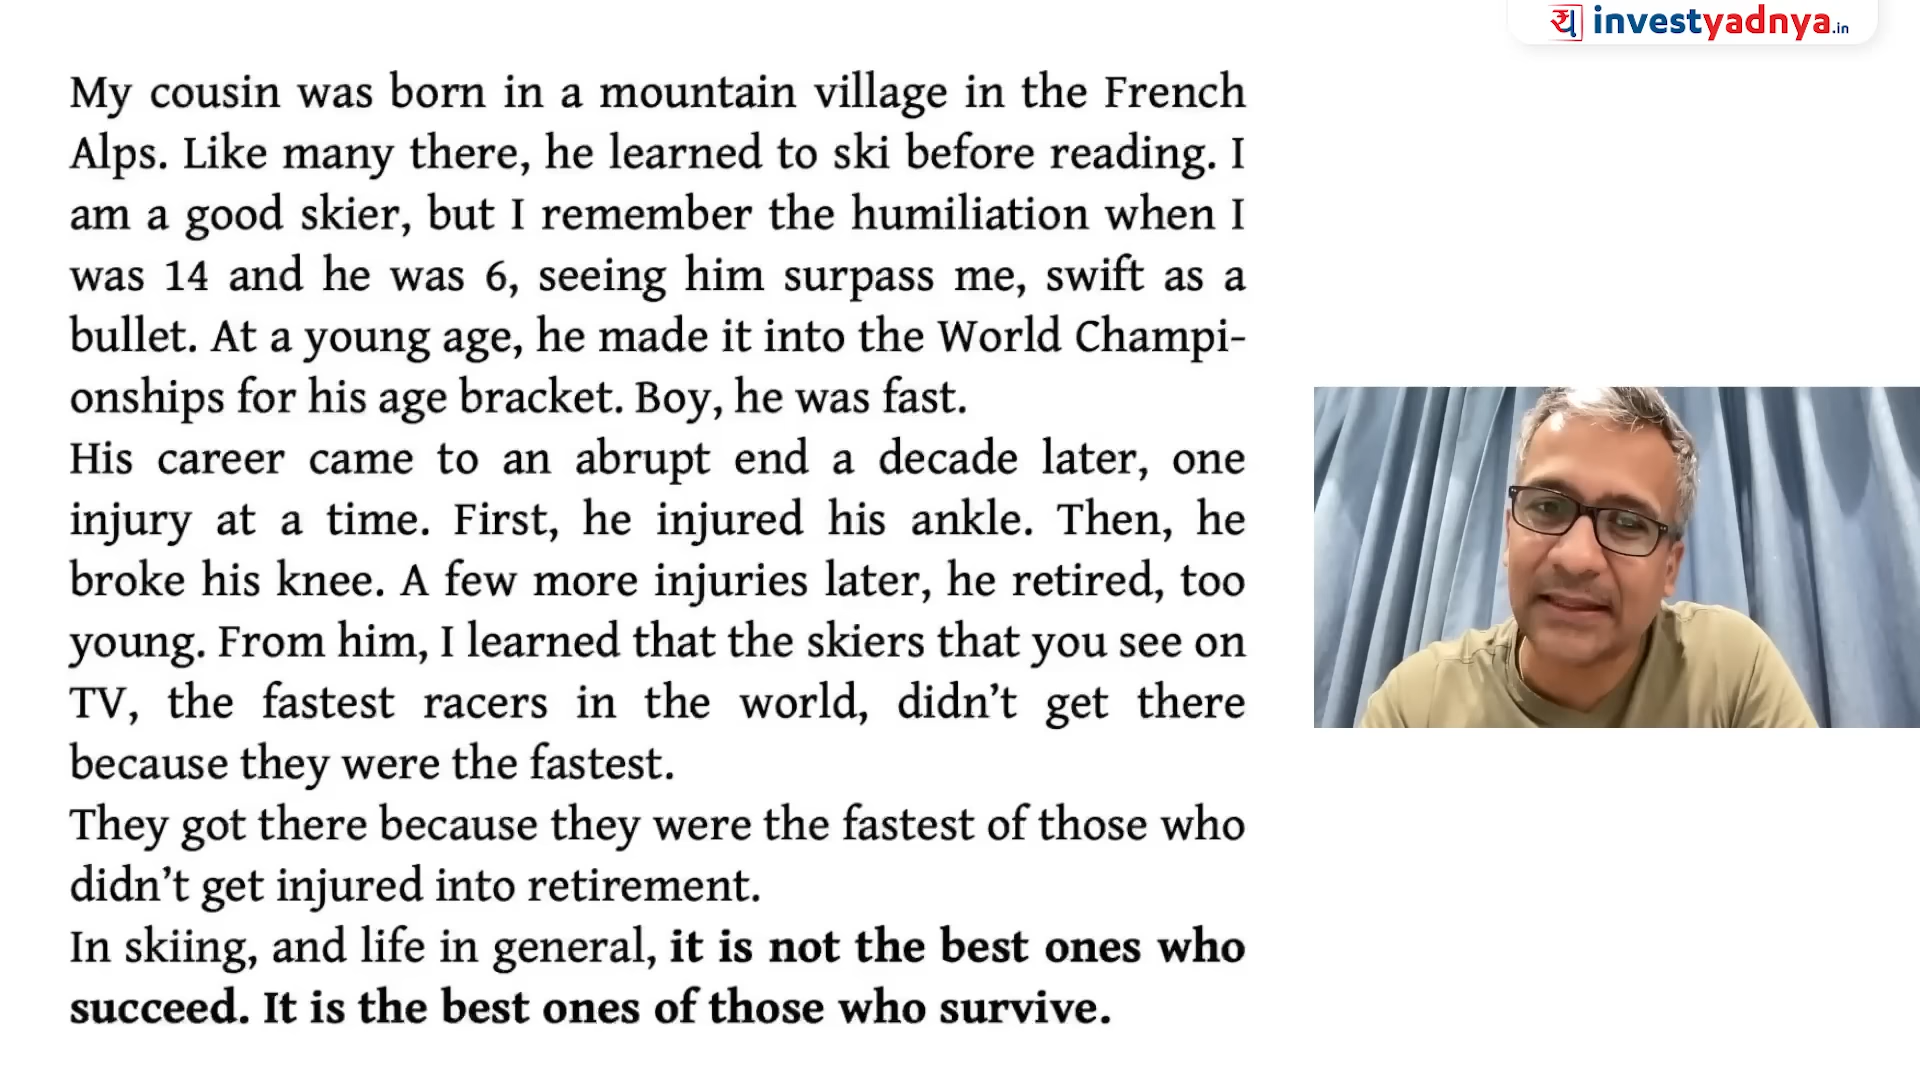 यु investyadnya.in
My cousin was born in a mountain village in the French
Alps. Like many there, he learned to ski before reading. I
am a good skier, but I remember the humiliation when I
was 14 and he was 6, seeing him surpass me, swift as a
bullet. At a young age, he made it into the World Champi-
onships for his age bracket. Boy, he was fast.
His career came to an abrupt end a decade later, one
injury at a time. First, he injured his ankle. Then, he
broke his knee. A few more injuries later, he retired, too
young. From him, I learned that the skiers that you see on
TV, the fastest racers in the world, didn’t get there
because they were the fastest.
They got there because they were the fastest of those who
didn’t get injured into retirement.
In skiing, and life in general, it is not the best ones who
succeed. It is the best ones of those who survive.